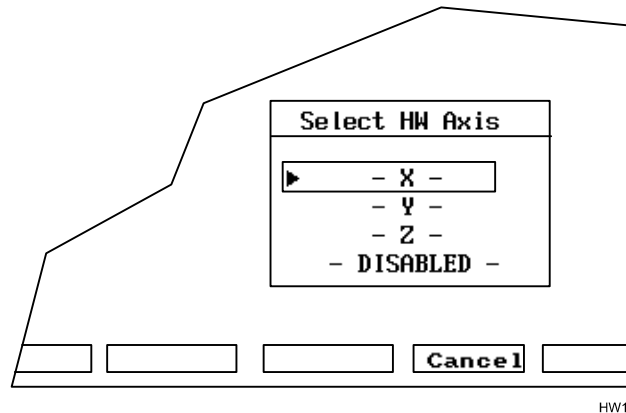 Select HW Axis
- X -
- Y -
- Z -
- DISABLED -
Cancel
HW1